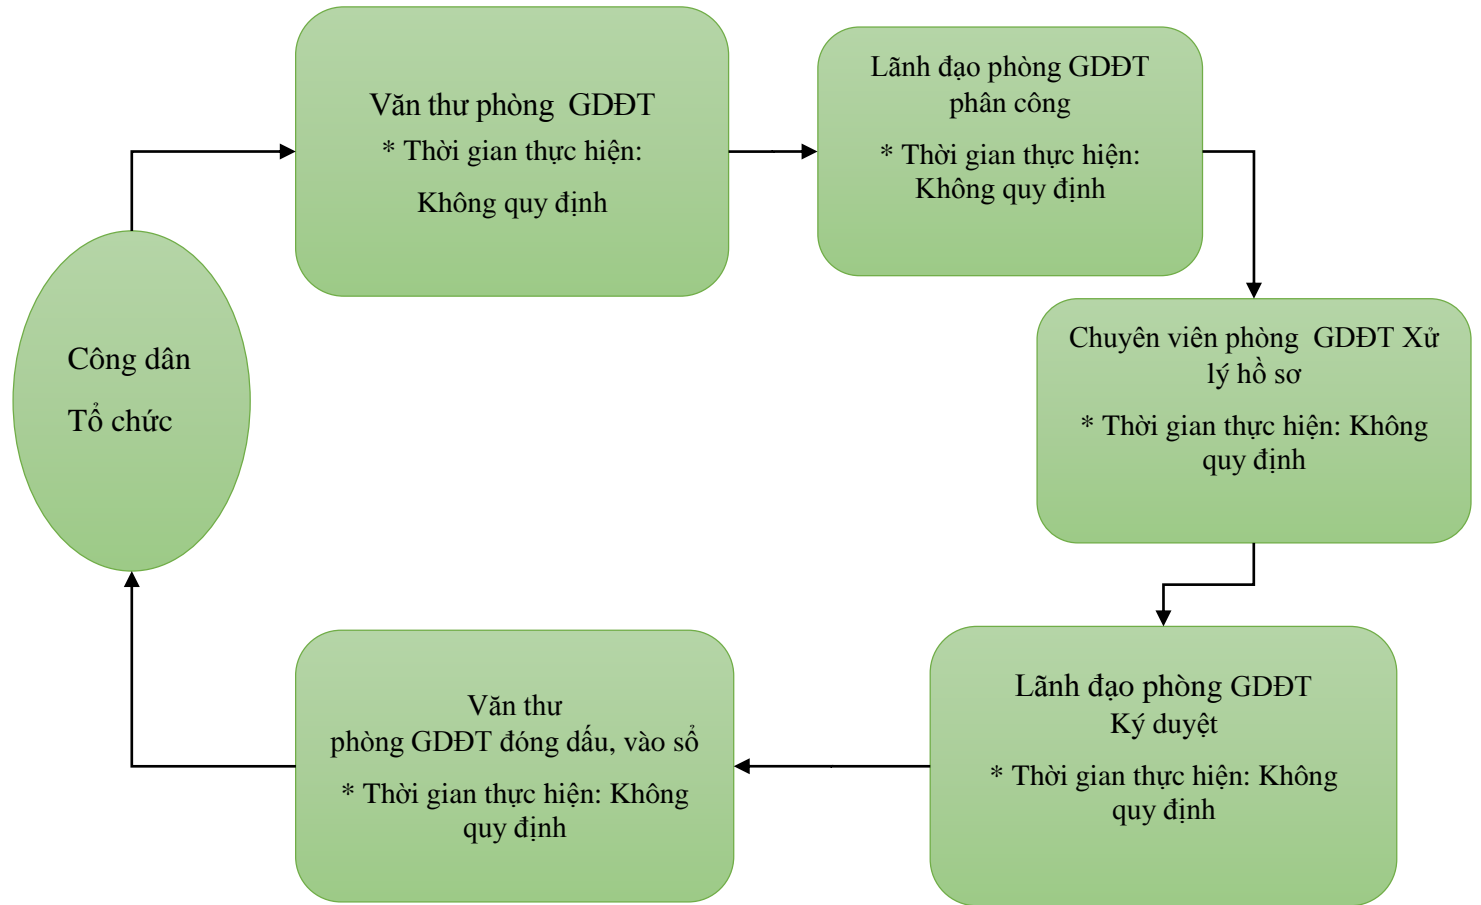 Văn thư phòng GDĐT
* Thời gian thực hiện:
Không quy định
Lãnh đạo phòng GDĐT
phân công
* Thời gian thực hiện:
Không quy định
Chuyên viên phòng GDĐT Xử
lý hồ sơ
* Thời gian thực hiện: Không
quy định
Lãnh đạo phòng GDĐT
Ký duyệt
* Thời gian thực hiện: Không
quy định
Văn thư
phòng GDĐT đóng dấu, vào sổ
* Thời gian thực hiện: Không
quy định
Công dân
Tổ chức